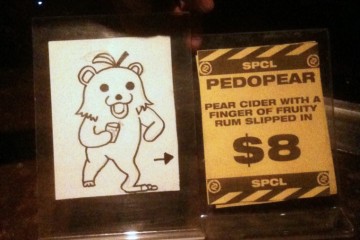 SPCL
PEDOPEAR
PEAR CIDER WITH A
FINGER OF FRUITY
RUM SLIPPED IN
$8
SPCL